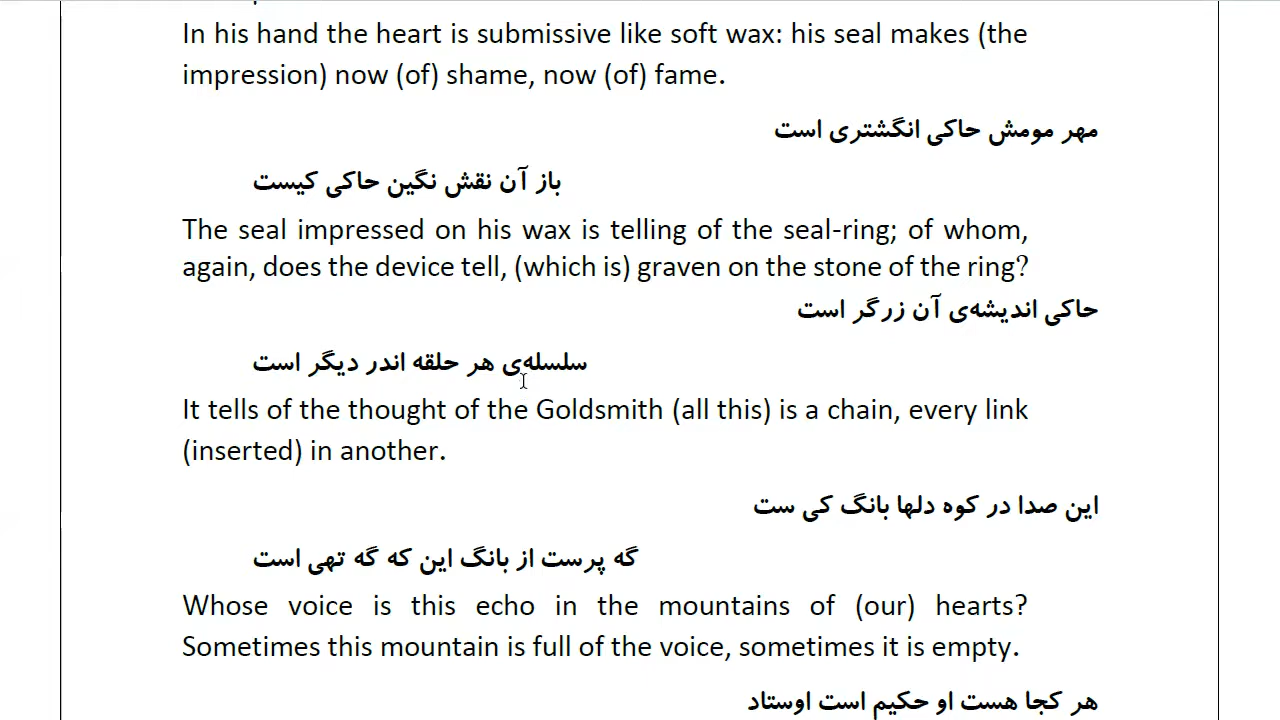 In his hand the heart is submissive like soft wax: his seal makes (the
impression) now (of) shame, now (of) fame.
مهر مومش حاکی انگشتری است
باز آن نقش نگین حاکی کیست
The seal impressed on his wax is telling of the seal-ring; of whom,
again, does the device tell, (which is) graven on the stone of the ring?
حاکی اندیشه‌ی آن زرگر است
سلسله‌ی هر حلقه اندر دیگر است
It tells of the thought of the Goldsmith (all this) is a chain, every link
(inserted) in another.
این صدا در کوه دلها بانگ کی ست
گه پرست از بانگ این که گه تهی است
Whose voice is this echo in the mountains of (our) hearts?
Sometimes this mountain is full of the voice, sometimes it is empty.
هر کجا هست او حکیم است اوستاد